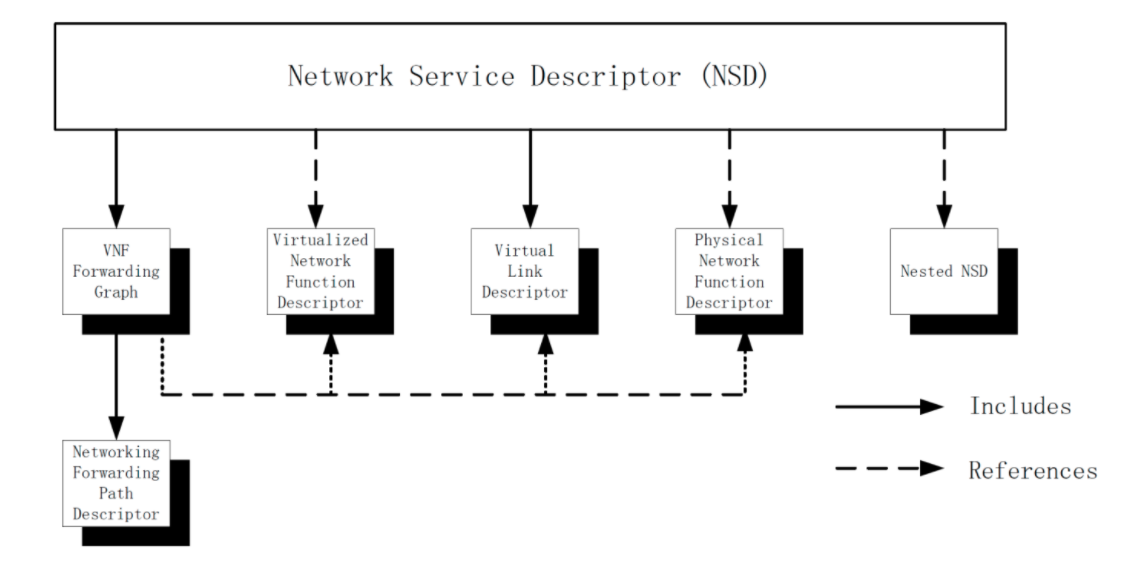 Network Service Descriptor (NSD)
VNF
Forwarding
Graph
Virtualized
Network
Function
Descriptor
Virtual
Link
Descriptor
Physical
Network
Function
Descriptor
Nested NSD
Includes
References
Networking
Forwarding
Path
Descriptor